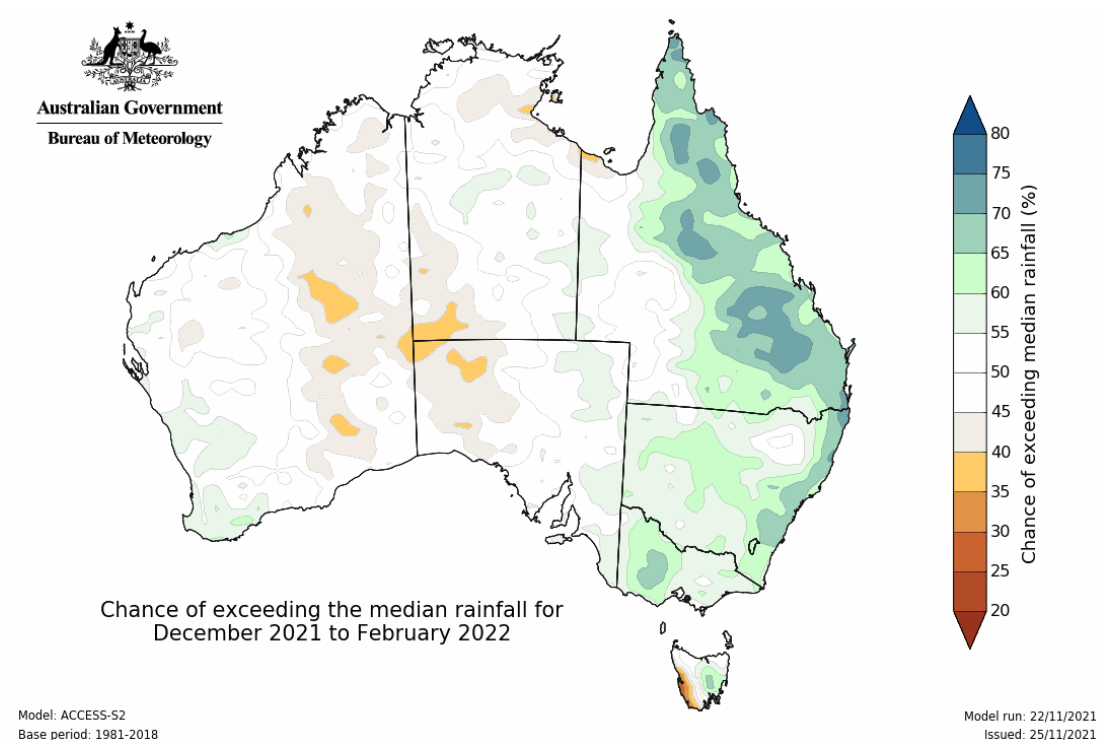 Australian Government
Bureau of Meteorology
80
75
70
65
60
55
50
45
40
35
30
25
20
Chance of exceeding median rainfall (%)
Chance of exceeding the median rainfall for
December 2021 to February 2022
Model: ACCESS-S2
Base period: 1981-2018
Model run: 22/11/2021
Issued: 25/11/2021